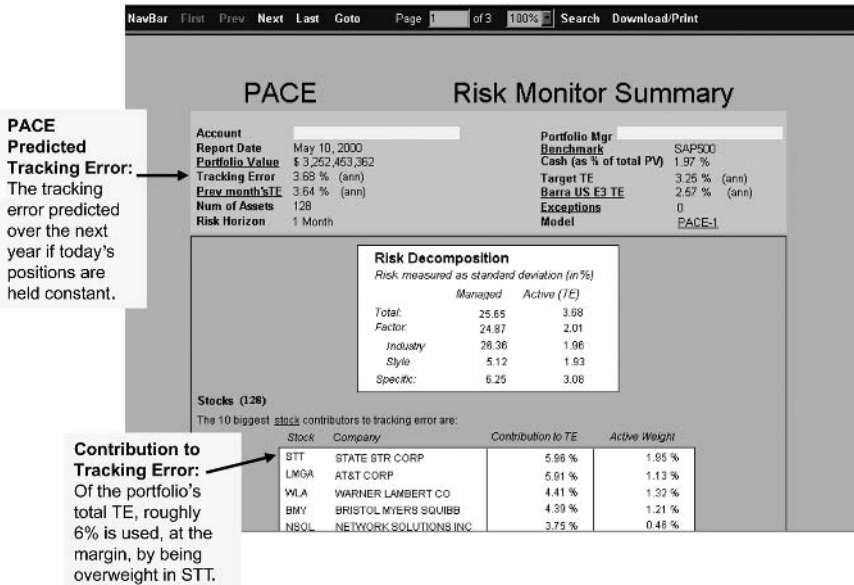 NavBar First Prev Next Last Goto Page 1 of 3 100% Search Download/Print
PACE Risk Monitor Summary
PACE
Predicted
Tracking Error:
The tracking
error predicted
over the next
year if today's
positions are
held constant.
Account
Report Date May 10, 2000
Portfolio Value $ 3,252,453,362
Tracking Error 3.68 % (ann)
Prev month'sTE 3.64 % (ann)
Num of Assets 128
Risk Horizon 1 Month
Portfolio Mgr
Benchmark SAP500
Cash (as % of total PV) 1.97 %
Target TE 3.25 % (ann)
Barra US E3 TE 2.57 % (ann)
Exceptions 0
Model PACE-1
Risk Decomposition
Risk measured as standard deviation (in %)
Managed Active (TE)
Total: 25.65 3.68
Factor: 24.87 2.01
Industry 26.36 1.96
Style 5.12 1.93
Specific: 6.25 3.08
Stocks (128)
The 10 biggest stock contributors to tracking error are:
Stock Company Contribution to TE Active Weight
STT STATE STR CORP 5.96 % 1.85 %
LMGA AT&T CORP 5.91 % 1.13 %
WLA WARNER LAMBERT CO 4.41 % 1.32 %
BMY BRISTOL MYERS SQUIBB 4.39 % 1.21 %
NSOL NETWORK SOLUTIONS INC 3.75 % 0.46 %
Contribution to
Tracking Error:
Of the portfolio's
total TE, roughly
6% is used, at the
margin, by being
overweight in STT.